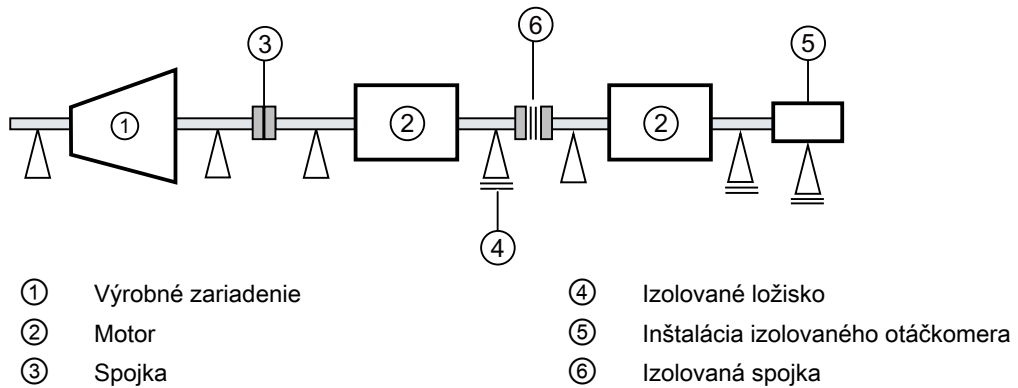 ③
⑥
⑤
①
②
②
④
① Výrobné zariadenie
② Motor
③ Spojka
④ Izolované ložisko
⑤ Inštalácia izolovaného otáčkomera
⑥ Izolovaná spojka